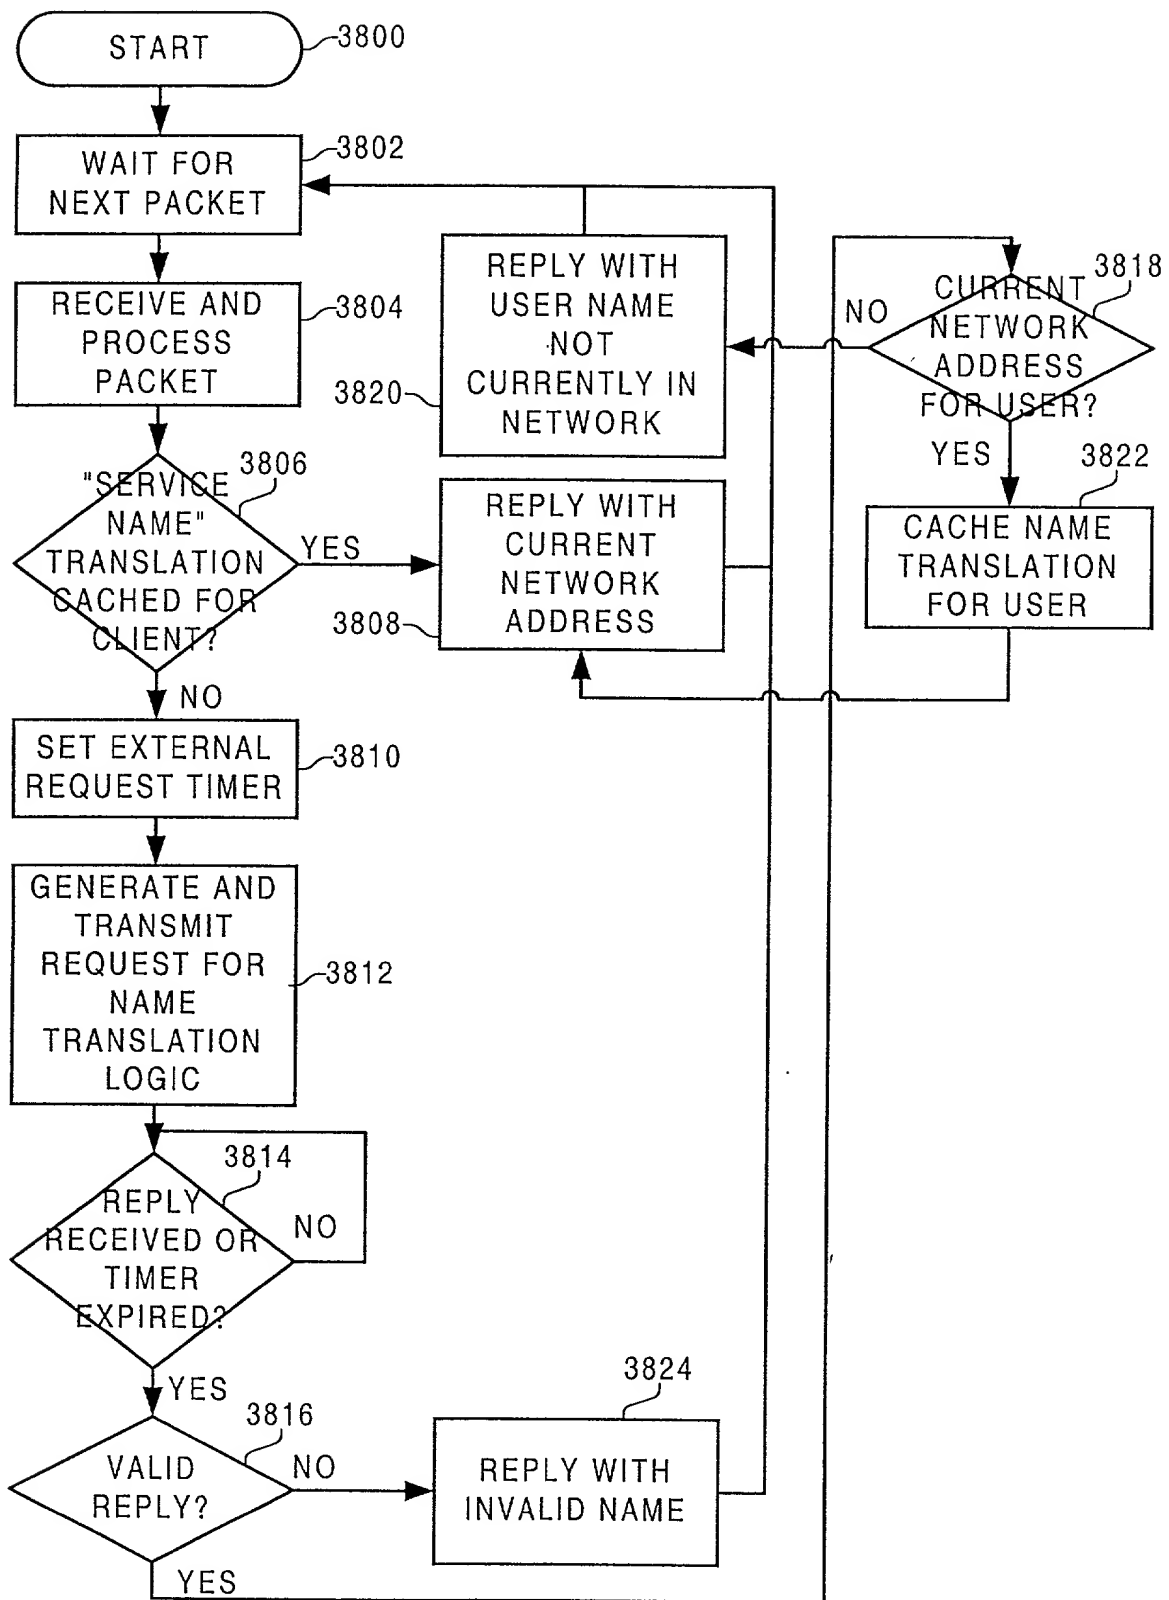 START
3800
WAIT FOR
NEXT PACKET
3802
RECEIVE AND
PROCESS
PACKET
3804
"SERVICE
NAME"
TRANSLATION
CACHED FOR
CLIENT?
3806
YES
NO
REPLY WITH
CURRENT
NETWORK
ADDRESS
3808
SET EXTERNAL
REQUEST TIMER
3810
GENERATE AND
TRANSMIT
REQUEST FOR
NAME
TRANSLATION
LOGIC
3812
REPLY
RECEIVED OR
TIMER
EXPIRED?
3814
NO
YES
VALID
REPLY?
3816
NO
YES
REPLY WITH
INVALID NAME
3824
CURRENT
NETWORK
ADDRESS
FOR USER?
3818
NO
YES
REPLY WITH
USER NAME
NOT
CURRENTLY IN
NETWORK
3820
CACHE NAME
TRANSLATION
FOR USER
3822